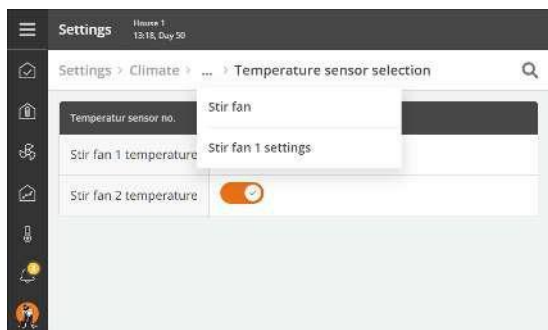 Settings
House 1
13:18, Day 50
Settings > Climate > ... > Temperature sensor selection
Stir fan
Temperatur sensor no.
Stir fan 1 settings
Stir fan 1 temperature
Stir fan 2 temperature